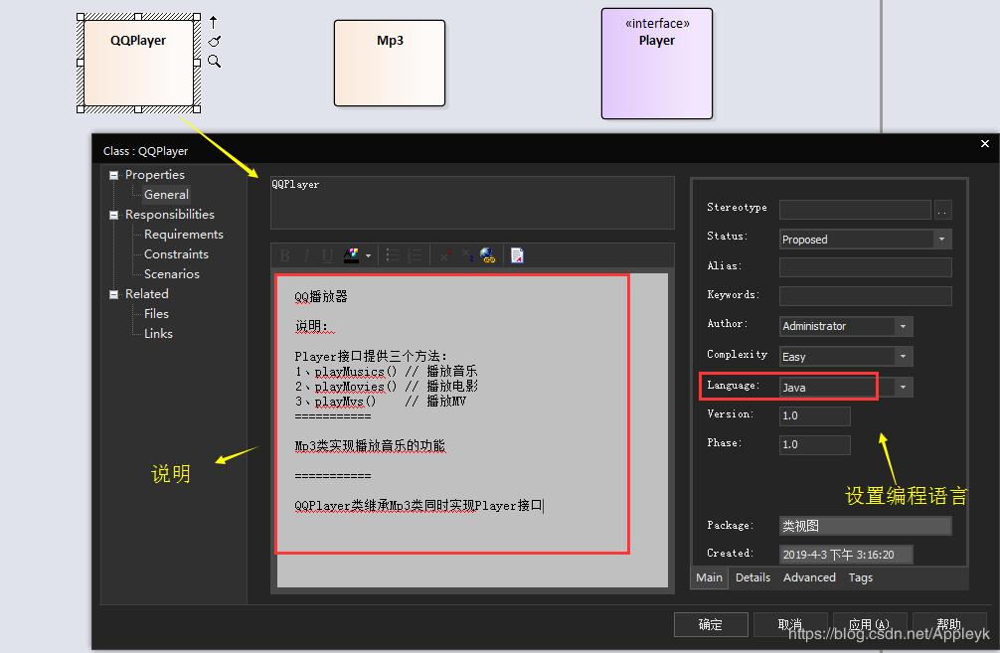 QQPlayer
Mp3
«interface»
Player
Class : QQPlayer
Properties
General
Responsibilities
Requirements
Constraints
Scenarios
Related
Files
Links
QQPlayer
B I U
QQ播放器
说明：
Player接口提供三个方法：
1、playMusics() // 播放音乐
2、playMovies() // 播放电影
3、playMvs() // 播放MV
===========
Mp3类实现播放音乐的功能
===========
QQPlayer类继承Mp3类同时实现Player接口
说明
Stereotype
Status: Proposed
Alias:
Keywords:
Author: Administrator
Complexity Easy
Language: Java
Version: 1.0
Phase: 1.0
设置编程语言
Package: 类视图
Created: 2019-4-3 下午 3:16:20
Main Details Advanced Tags
确定 取消 应用(A) 帮助
https://blog.csdn.net/Appleyk